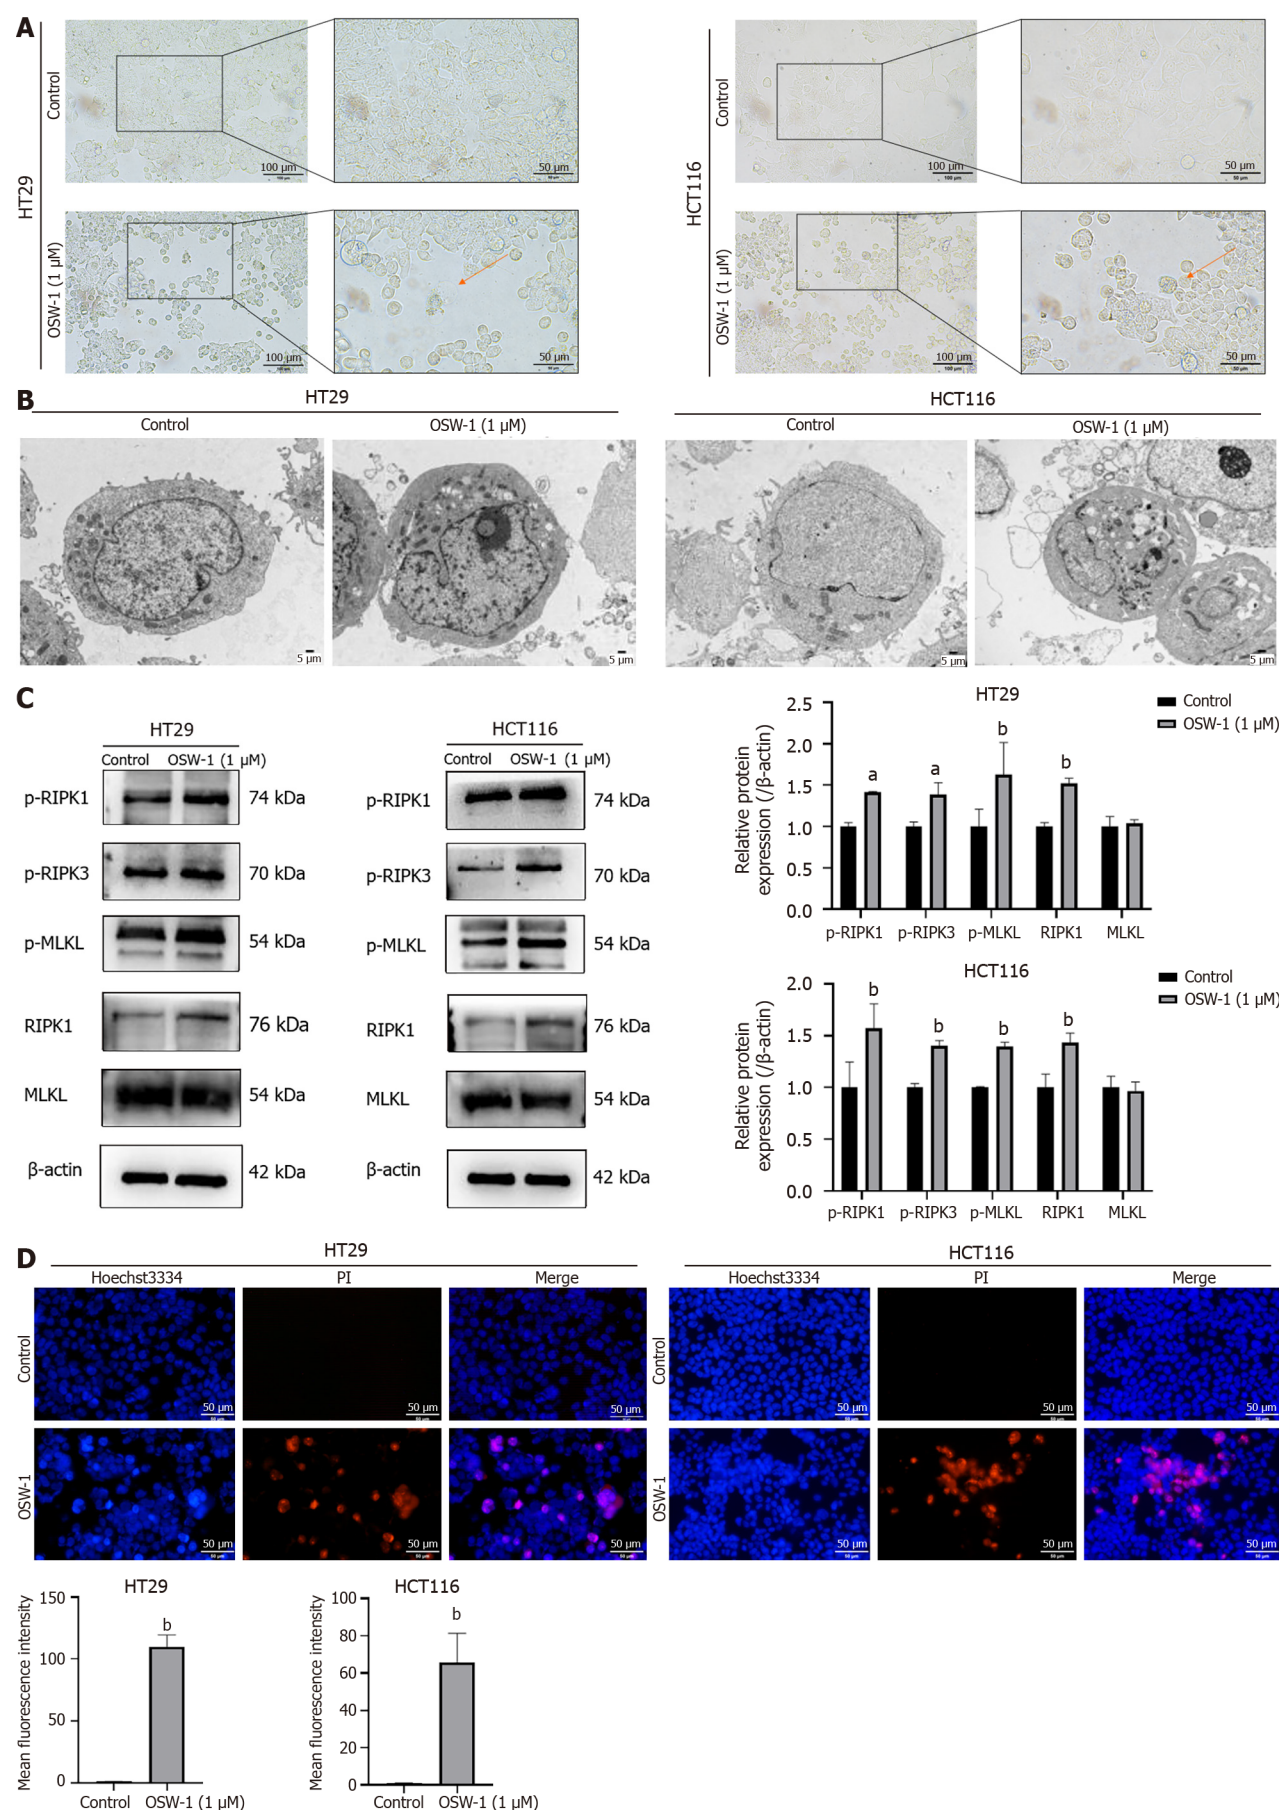 A
HT29
Control
100 μm
50 μm
OSW-1 (1 μM)
100 μm
50 μm
HCT116
Control
100 μm
50 μm
OSW-1 (1 μM)
100 μm
50 μm
B
HT29
Control
OSW-1 (1 μM)
5 μm
5 μm
HCT116
Control
OSW-1 (1 μM)
5 μm
5 μm
C
HT29
Control OSW-1 (1 μM)
p-RIPK1 74 kDa
p-RIPK3 70 kDa
p-MLKL 54 kDa
RIPK1 76 kDa
MLKL 54 kDa
β-actin 42 kDa
HCT116
Control OSW-1 (1 μM)
p-RIPK1 74 kDa
p-RIPK3 70 kDa
p-MLKL 54 kDa
RIPK1 76 kDa
MLKL 54 kDa
β-actin 42 kDa
HT29
Control
OSW-1 (1 μM)
Relative protein
expression (/β-actin)
2.5
2.0
1.5
1.0
0.5
0.0
a a b b
p-RIPK1 p-RIPK3 p-MLKL RIPK1 MLKL
HCT116
Control
OSW-1 (1 μM)
Relative protein
expression (/β-actin)
2.0
1.5
1.0
0.5
0.0
b b b b
p-RIPK1 p-RIPK3 p-MLKL RIPK1 MLKL
D
HT29
Hoechst3334 PI Merge
Control
50 μm 50 μm 50 μm
OSW-1
50 μm 50 μm 50 μm
HCT116
Hoechst3334 PI Merge
Control
50 μm 50 μm 50 μm
OSW-1
50 μm 50 μm 50 μm
HT29
Mean fluorescence intensity
150
100
50
0
b
Control OSW-1 (1 μM)
HCT116
Mean fluorescence intensity
100
80
60
40
20
0
b
Control OSW-1 (1 μM)